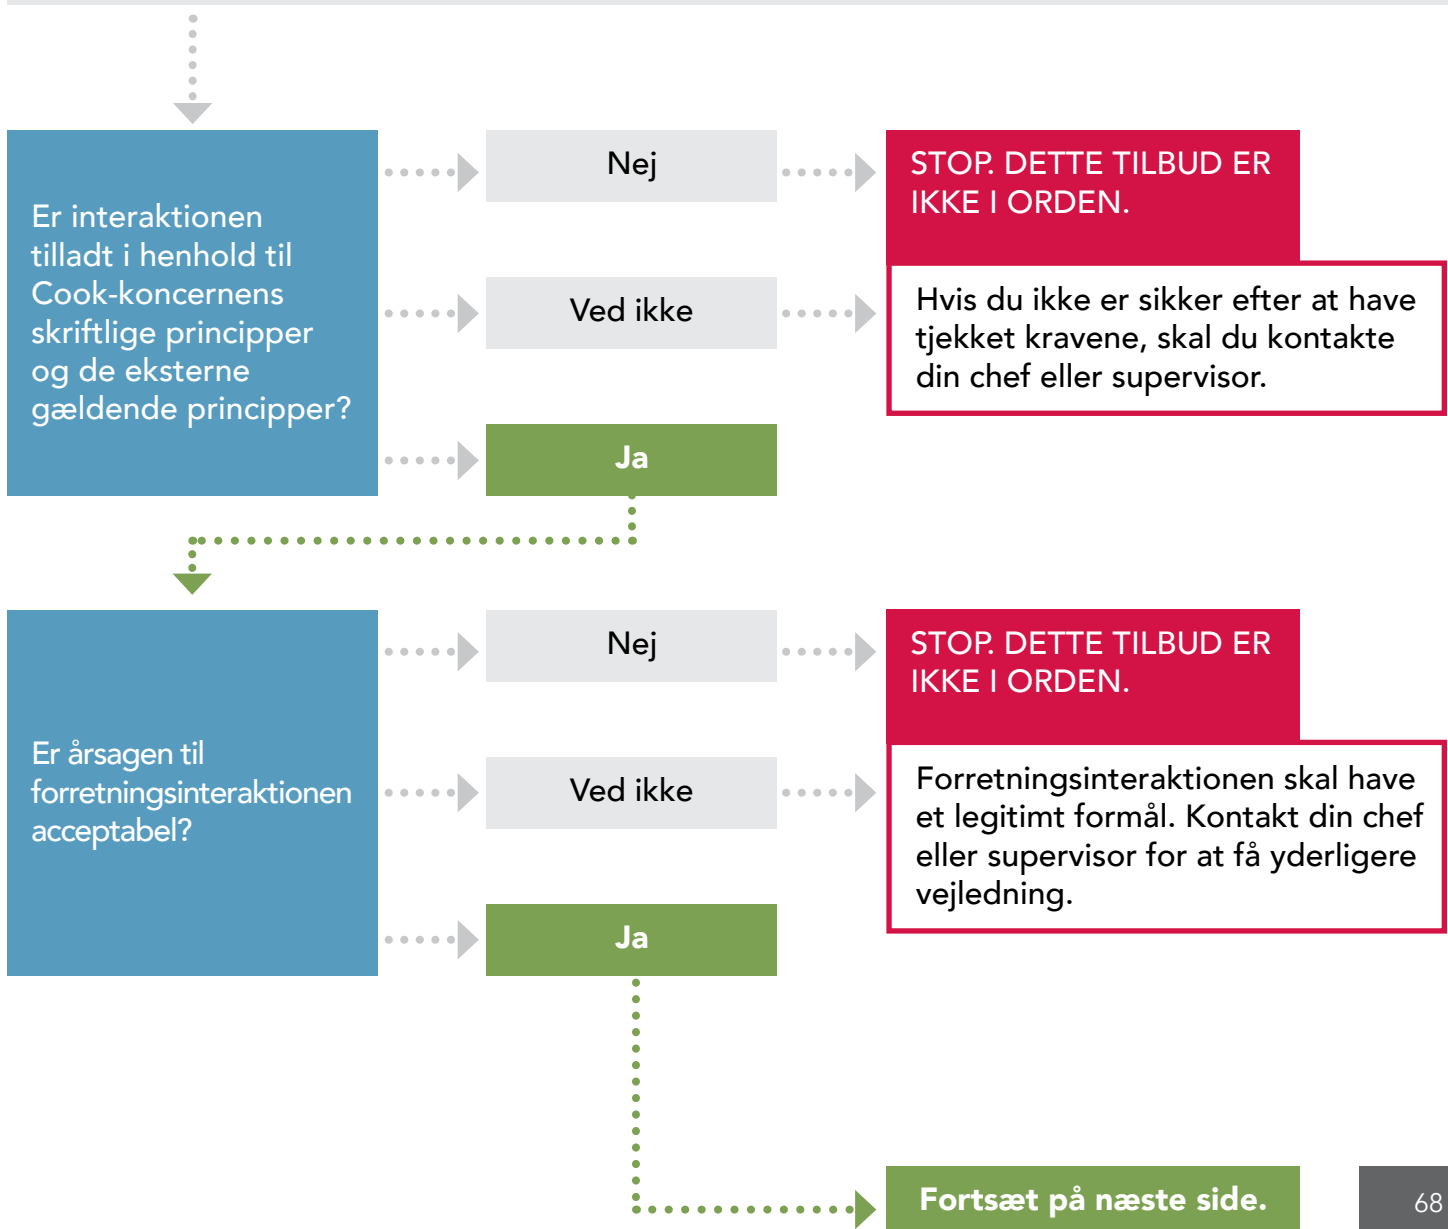 Er interaktionen
tilladt i henhold til
Cook-koncernens
skriftlige principper
og de eksterne
gældende principper?
Nej
STOP. DETTE TILBUD ER
IKKE I ORDEN.
Ved ikke
Hvis du ikke er sikker efter at have
tjekket kravene, skal du kontakte
din chef eller supervisor.
Ja
Er årsagen til
forretningsinteraktionen
acceptabel?
Nej
STOP. DETTE TILBUD ER
IKKE I ORDEN.
Ved ikke
Forretningsinteraktionen skal have
et legitimt formål. Kontakt din chef
eller supervisor for at få yderligere
vejledning.
Ja
Fortsæt på næste side.
68